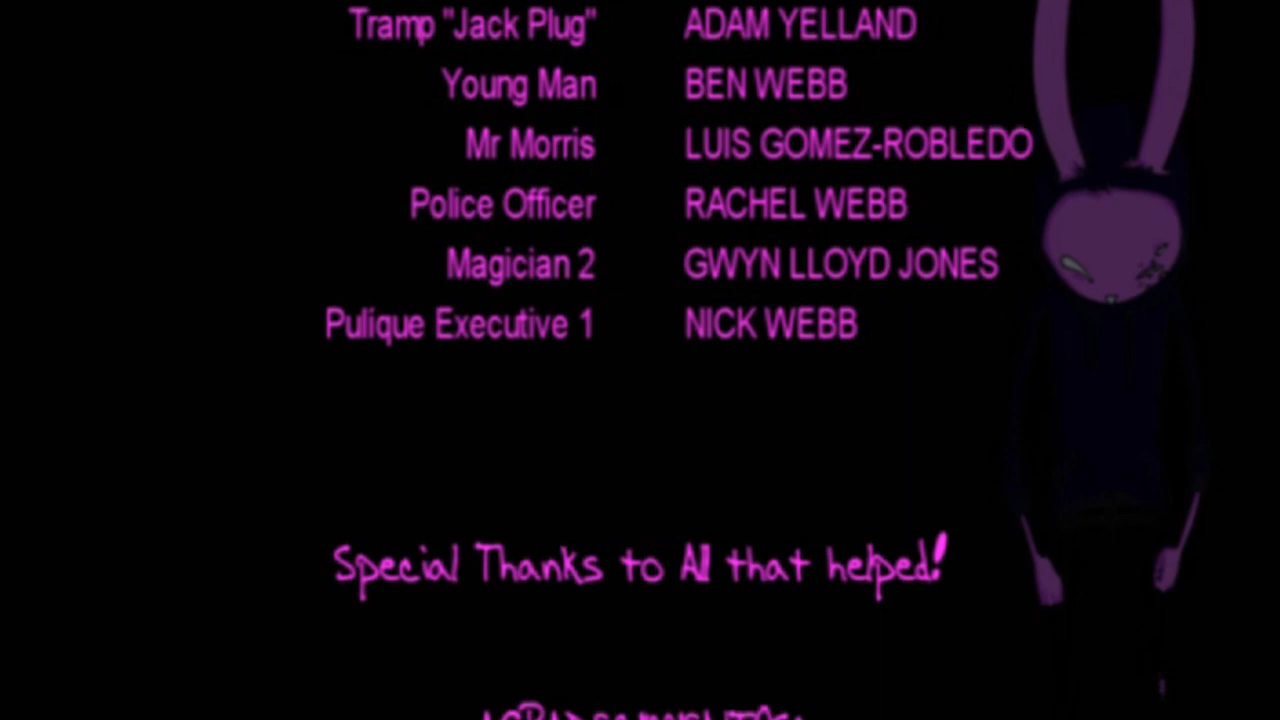 Tramp "Jack Plug" ADAM YELLAND
Young Man BEN WEBB
Mr Morris LUIS GOMEZ-ROBLEDO
Police Officer RACHEL WEBB
Magician 2 GWYN LLOYD JONES
Pulique Executive 1 NICK WEBB
Special Thanks to All that helped!